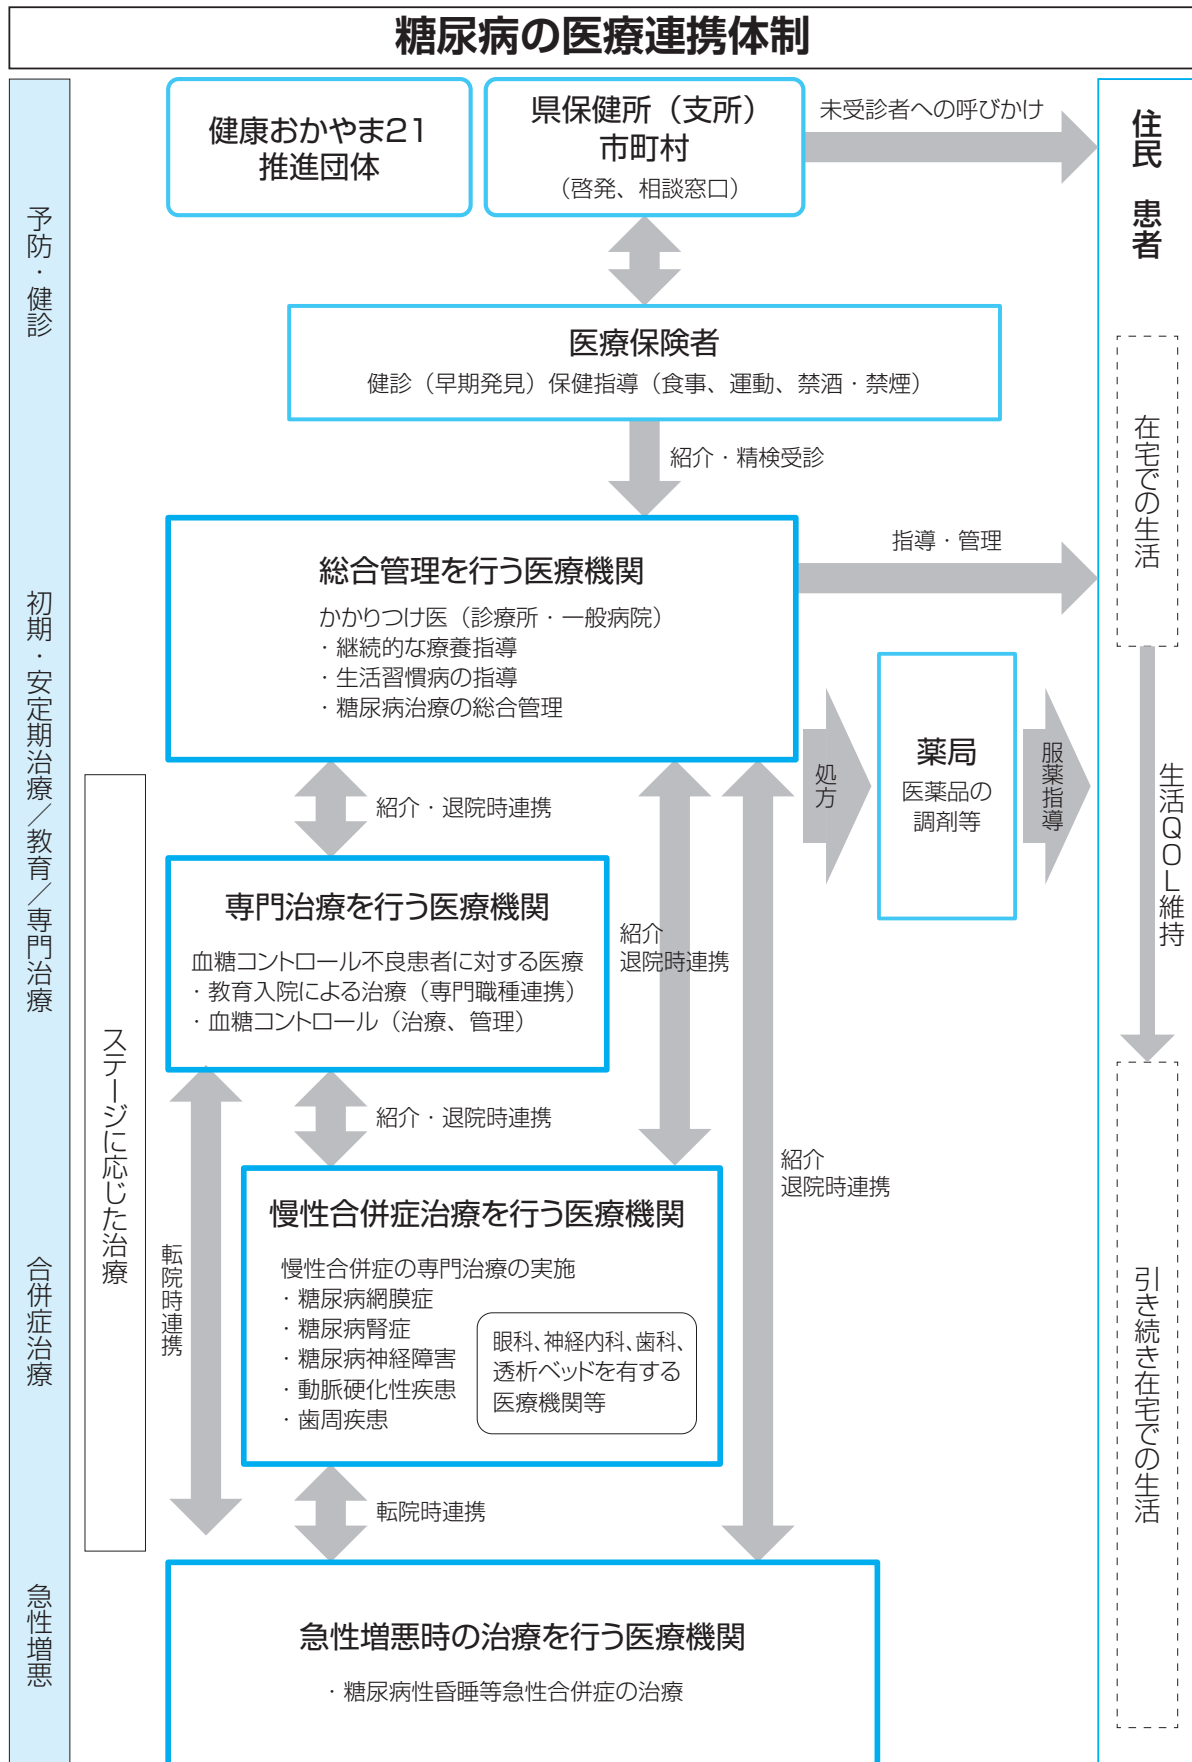 糖尿病の医療連携体制
予防・健診
初期・安定期治療／教育／専門治療
合併症治療
急性増悪
健康おかやま21
推進団体
県保健所（支所）
市町村
（啓発、相談窓口）
未受診者への呼びかけ
住民　患者
医療保険者
健診（早期発見）保健指導（食事、運動、禁酒・禁煙）
紹介・精検受診
在宅での生活
総合管理を行う医療機関
かかりつけ医（診療所・一般病院）
・継続的な療養指導
・生活習慣病の指導
・糖尿病治療の総合管理
指導・管理
処方
薬局
医薬品の
調剤等
服薬指導
生活QOL維持
ステージに応じた治療
紹介・退院時連携
専門治療を行う医療機関
血糖コントロール不良患者に対する医療
・教育入院による治療（専門職種連携）
・血糖コントロール（治療、管理）
紹介
退院時連携
紹介・退院時連携
紹介
退院時連携
転院時連携
慢性合併症治療を行う医療機関
慢性合併症の専門治療の実施
・糖尿病網膜症
・糖尿病腎症
・糖尿病神経障害
・動脈硬化性疾患
・歯周疾患
眼科、神経内科、歯科、
透析ベッドを有する
医療機関等
引き続き在宅での生活
転院時連携
急性増悪時の治療を行う医療機関
・糖尿病性昏睡等急性合併症の治療